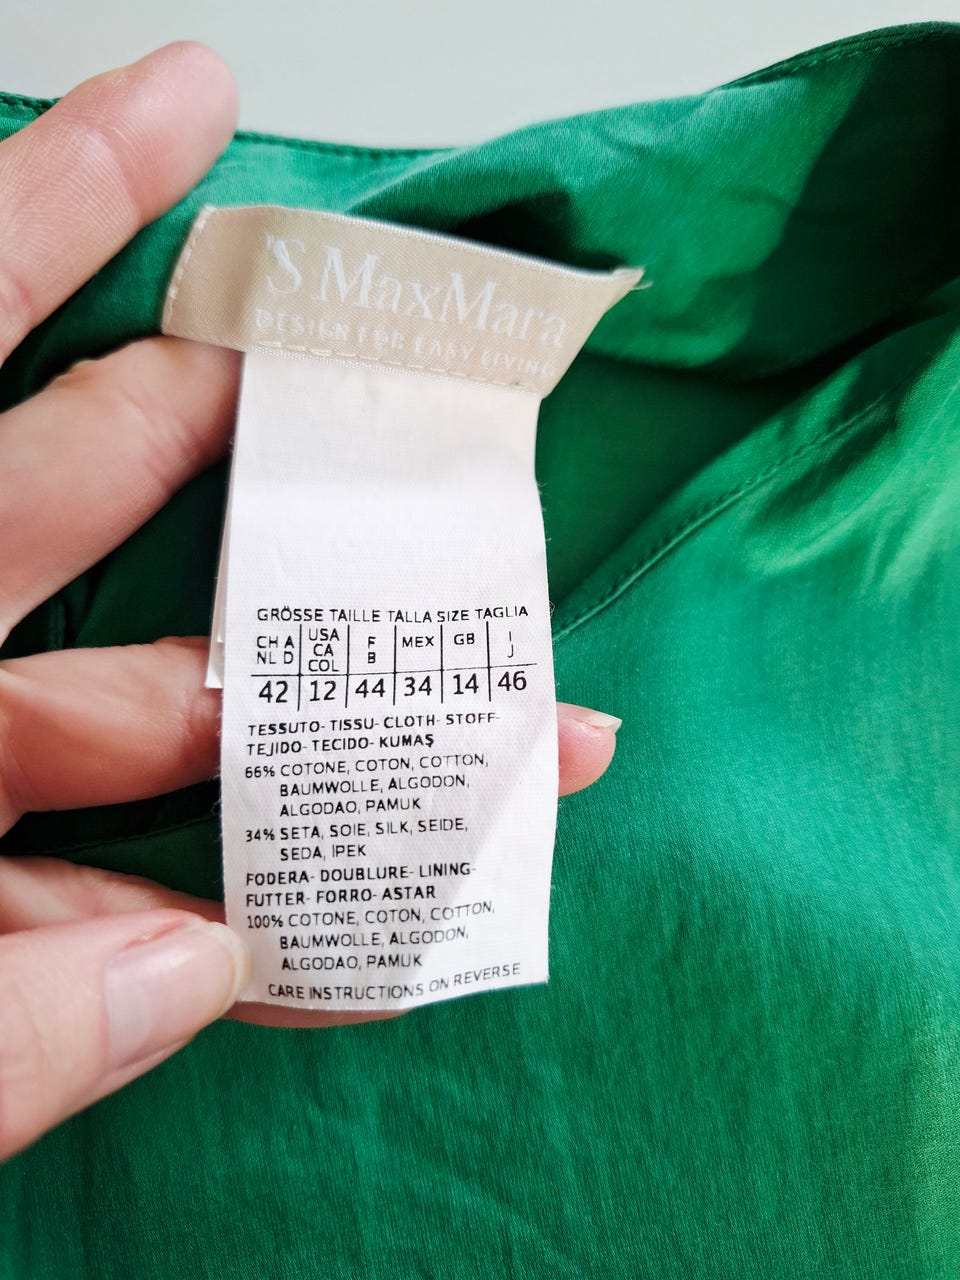 'S MaxMara
DESIGN FOR EASY LIVING
GRÖSSE TAILLE TALLA SIZE TAGLIA
CH A NL D USA CA COL F B MEX GB I J
42 12 44 34 14 46
TESSUTO- TISSU- CLOTH- STOFF-
TEJIDO- TECIDO- KUMAŞ
66% COTONE, COTON, COTTON,
BAUMWOLLE, ALGODON,
ALGODAO, PAMUK
34% SETA, SOIE, SILK, SEIDE,
SEDA, IPEK
FODERA- DOUBLURE- LINING-
FUTTER- FORRO- ASTAR
100% COTONE, COTON, COTTON,
BAUMWOLLE, ALGODON,
ALGODAO, PAMUK
CARE INSTRUCTIONS ON REVERSE